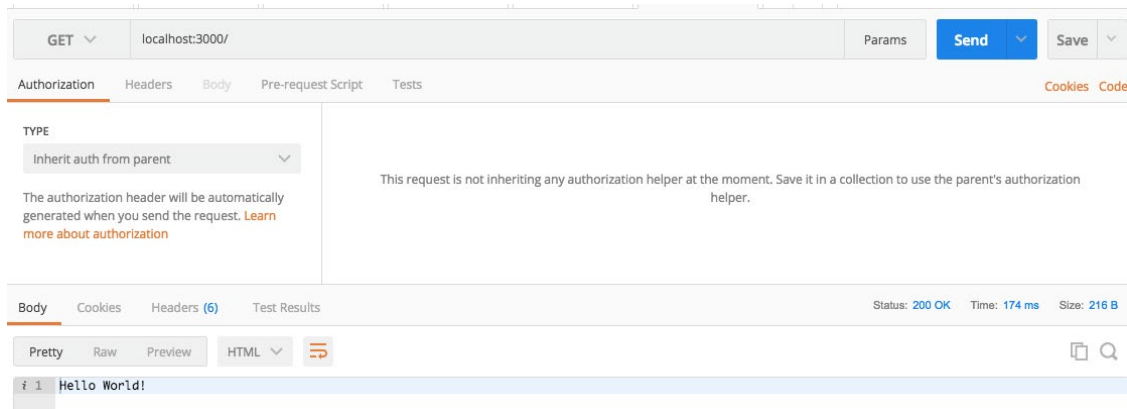 GET localhost:3000/ Params Send Save
Authorization Headers Body Pre-request Script Tests Cookies Code
TYPE
Inherit auth from parent
The authorization header will be automatically
generated when you send the request. Learn
more about authorization
This request is not inheriting any authorization helper at the moment. Save it in a collection to use the parent's authorization
helper.
Body Cookies Headers (6) Test Results Status: 200 OK Time: 174 ms Size: 216 B
Pretty Raw Preview HTML
i 1 Hello World!